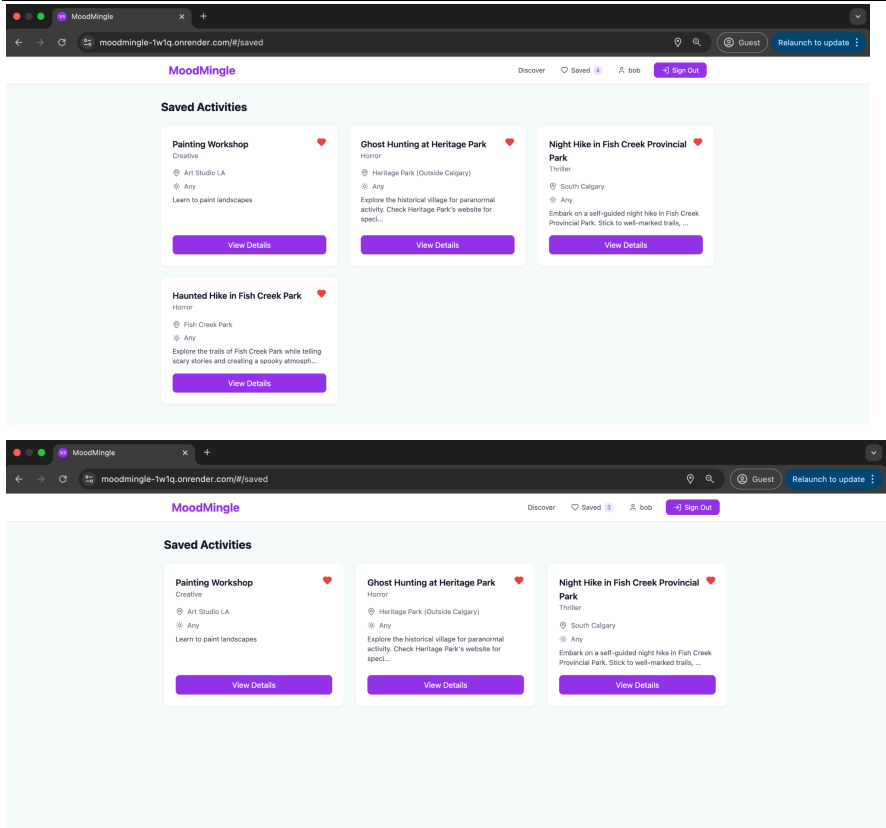 MoodMingle
moodmingle-1w1q.onrender.com/#/saved
Guest
Relaunch to update
MoodMingle
Discover
Saved 4
bob
Sign Out
Saved Activities
Painting Workshop
Creative
Art Studio LA
Any
Learn to paint landscapes
View Details
Ghost Hunting at Heritage Park
Horror
Heritage Park (Outside Calgary)
Any
Explore the historical village for paranormal
activity. Check Heritage Park's website for
speci...
View Details
Night Hike in Fish Creek Provincial
Park
Thriller
South Calgary
Any
Embark on a self-guided night hike in Fish Creek
Provincial Park. Stick to well-marked trails, ...
View Details
Haunted Hike in Fish Creek Park
Horror
Fish Creek Park
Any
Explore the trails of Fish Creek Park while telling
scary stories and creating a spooky atmosph...
View Details
MoodMingle
moodmingle-1w1q.onrender.com/#/saved
Guest
Relaunch to update
MoodMingle
Discover
Saved 3
bob
Sign Out
Saved Activities
Painting Workshop
Creative
Art Studio LA
Any
Learn to paint landscapes
View Details
Ghost Hunting at Heritage Park
Horror
Heritage Park (Outside Calgary)
Any
Explore the historical village for paranormal
activity. Check Heritage Park's website for
speci...
View Details
Night Hike in Fish Creek Provincial
Park
Thriller
South Calgary
Any
Embark on a self-guided night hike in Fish Creek
Provincial Park. Stick to well-marked trails, ...
View Details